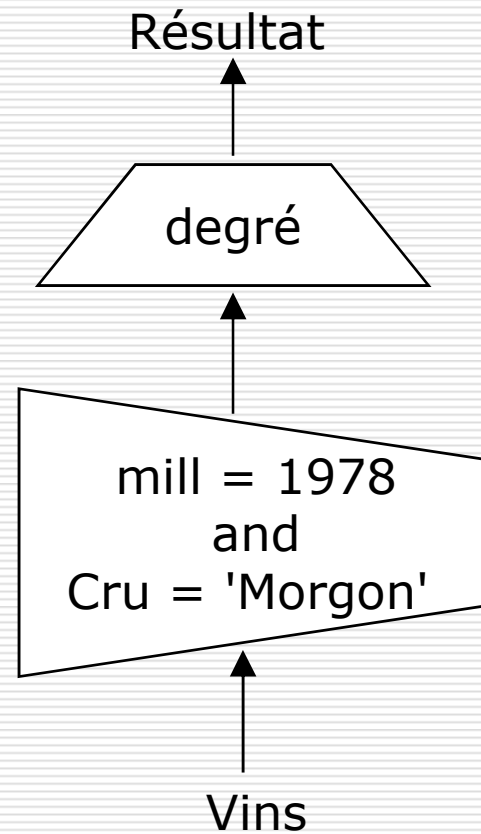 Résultat
degré
mill = 1978
and
Cru = 'Morgon'
Vins